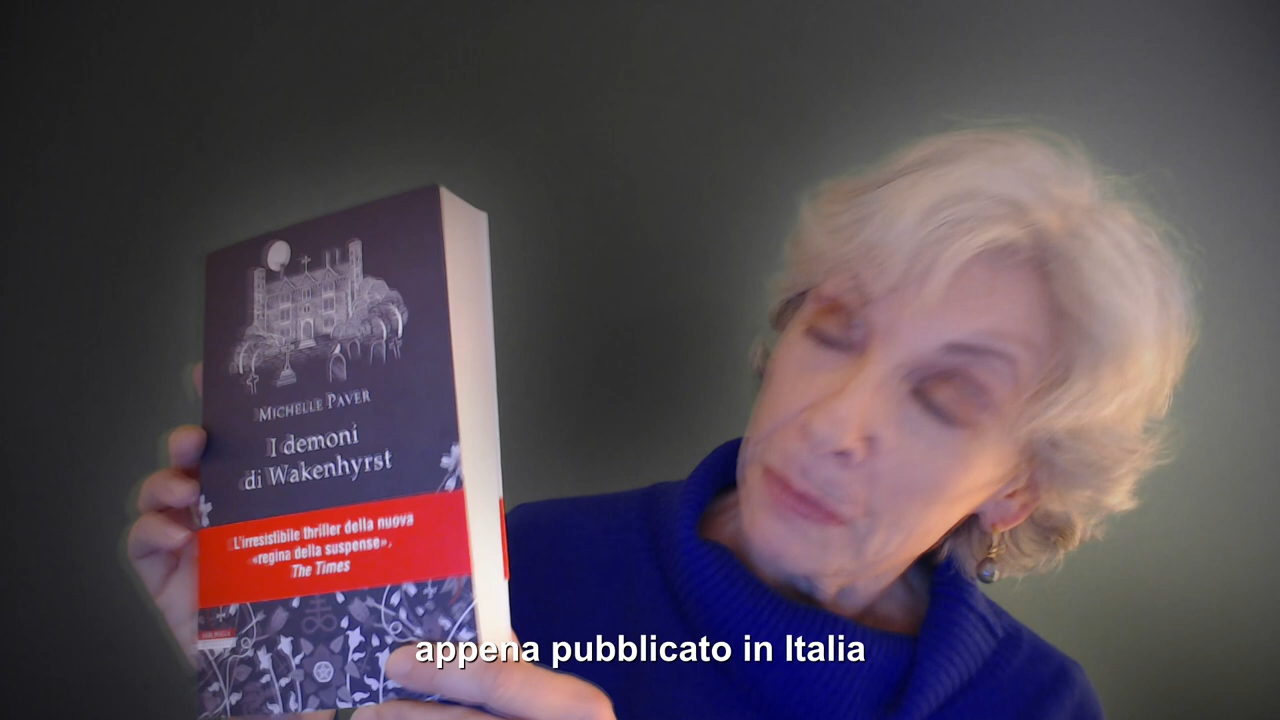 MICHELLE PAVER
I demoni
di Wakenhyrst
L'irresistibile thriller della nuova
«regina della suspense».
The Times
appena pubblicato in Italia